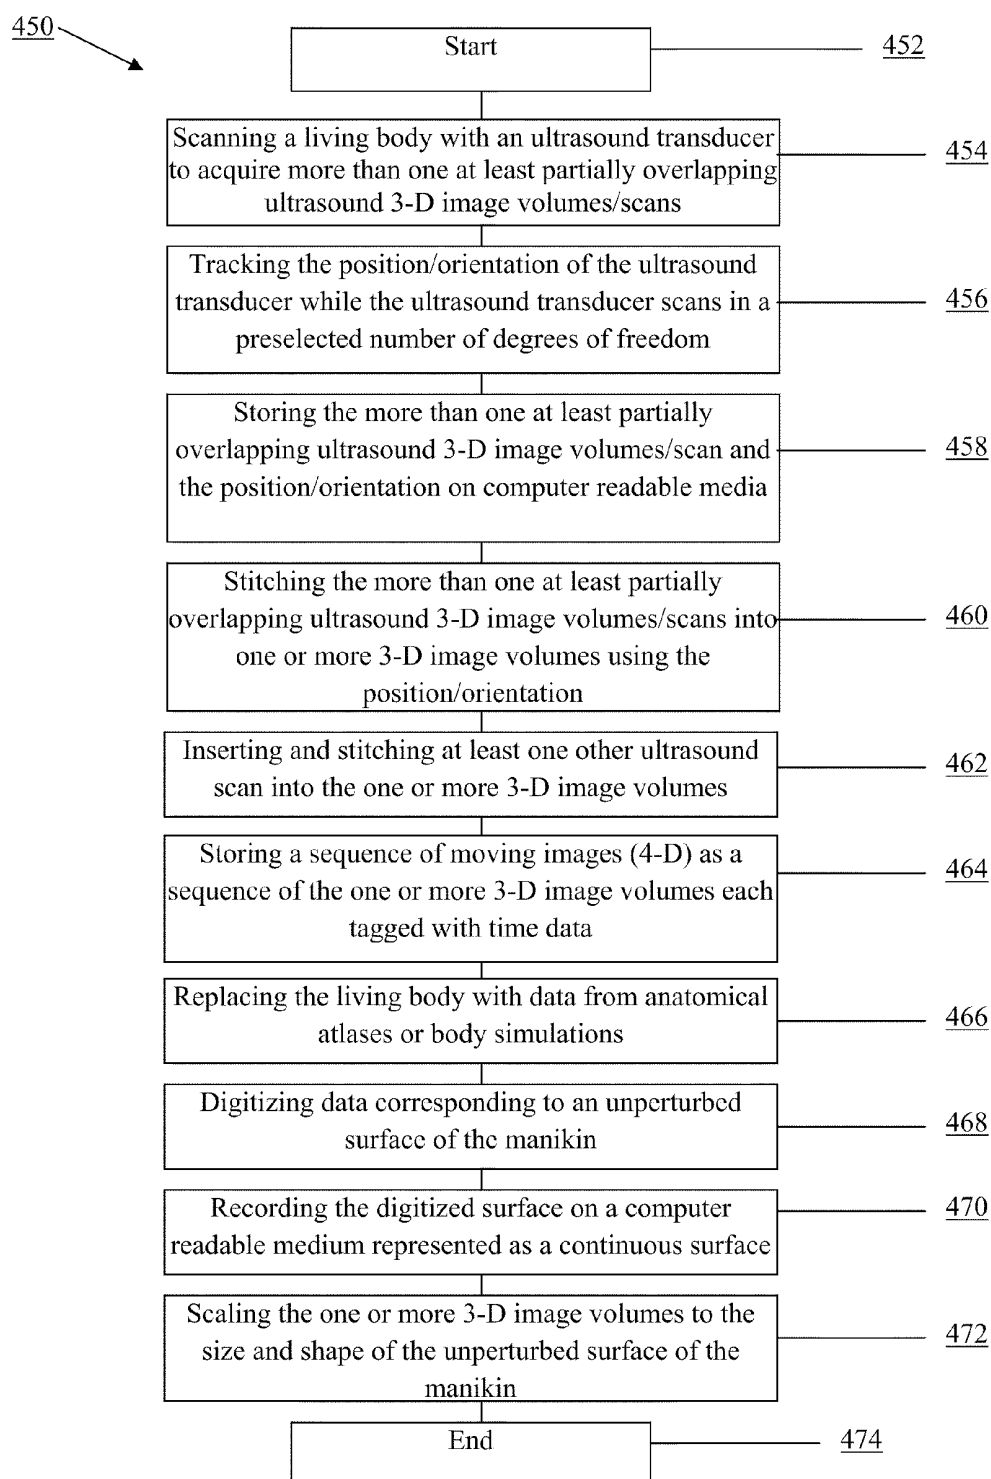 450
Start
452
Scanning a living body with an ultrasound transducer
to acquire more than one at least partially overlapping
ultrasound 3-D image volumes/scans
454
Tracking the position/orientation of the ultrasound
transducer while the ultrasound transducer scans in a
preselected number of degrees of freedom
456
Storing the more than one at least partially
overlapping ultrasound 3-D image volumes/scan and
the position/orientation on computer readable media
458
Stitching the more than one at least partially
overlapping ultrasound 3-D image volumes/scans into
one or more 3-D image volumes using the
position/orientation
460
Inserting and stitching at least one other ultrasound
scan into the one or more 3-D image volumes
462
Storing a sequence of moving images (4-D) as a
sequence of the one or more 3-D image volumes each
tagged with time data
464
Replacing the living body with data from anatomical
atlases or body simulations
466
Digitizing data corresponding to an unperturbed
surface of the manikin
468
Recording the digitized surface on a computer
readable medium represented as a continuous surface
470
Scaling the one or more 3-D image volumes to the
size and shape of the unperturbed surface of the
manikin
472
End
474